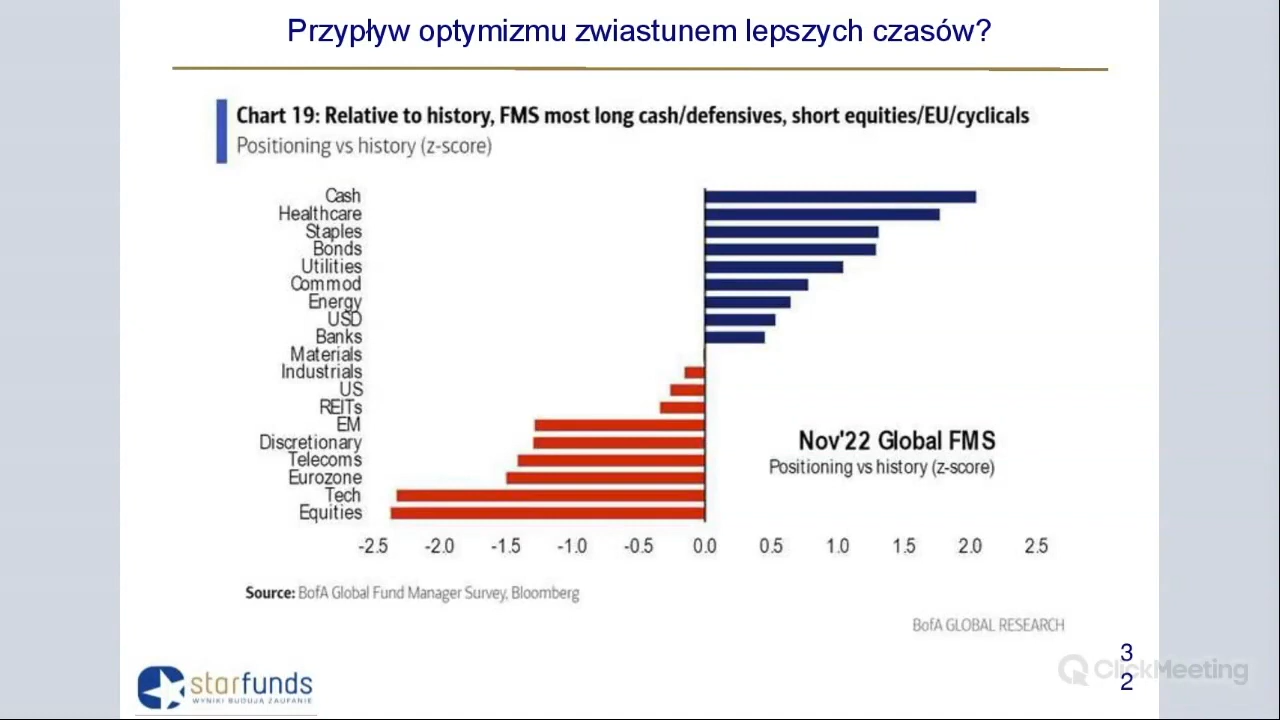 Przypływ optymizmu zwiastunem lepszych czasów?
Chart 19: Relative to history, FMS most long cash/defensives, short equities/EU/cyclicals
Positioning vs history (z-score)
Cash
Healthcare
Staples
Bonds
Utilities
Commod
Energy
USD
Banks
Materials
Industrials
US
REITs
EM
Discretionary
Telecoms
Eurozone
Tech
Equities
Nov'22 Global FMS
Positioning vs history (z-score)
-2.5 -2.0 -1.5 -1.0 -0.5 0.0 0.5 1.0 1.5 2.0 2.5
Source: BofA Global Fund Manager Survey, Bloomberg
BofA GLOBAL RESEARCH
3
2
ClickMeeting
starfunds
WYNIKI BUDUJĄ ZAUFANIE